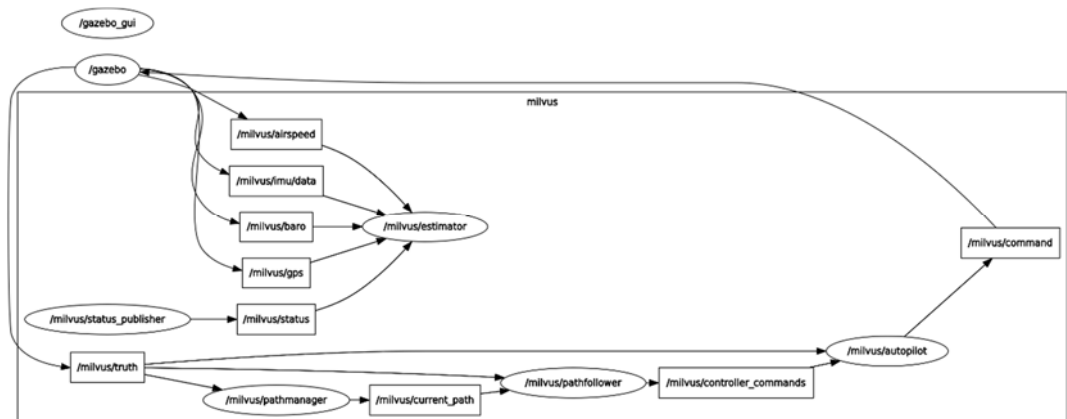 /gazebo_gui
/gazebo
milvus
/milvus/airspeed
/milvus/imu/data
/milvus/baro
/milvus/estimator
/milvus/command
/milvus/gps
/milvus/status_publisher
/milvus/status
/milvus/autopilot
/milvus/truth
/milvus/pathfollower
/milvus/controller_commands
/milvus/pathmanager
/milvus/current_path